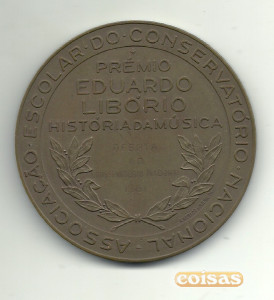 ASSOCIAÇÃO · ESCOLAR · DO · CONSERVATÓRIO · NACIONAL ·
PRÉMIO
EDUARDO
LIBÓRIO
HISTÓRIA DA MÚSICA
coisas